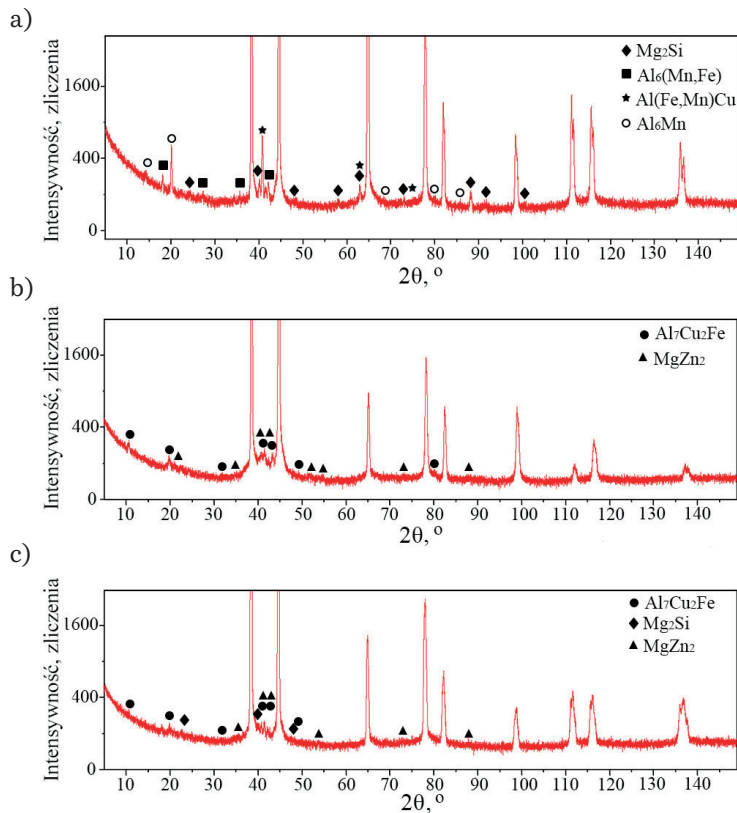 a)
Intensywność, zliczenia
1600
400
0
Mg₂Si
Al₆(Mn,Fe)
Al(Fe,Mn)Cu
Al₆Mn
10 20 30 40 50 60 70 80 90 100 110 120 130 140
2θ, º
b)
Intensywność, zliczenia
1600
400
0
Al₇Cu₂Fe
MgZn₂
10 20 30 40 50 60 70 80 90 100 110 120 130 140
2θ, º
c)
Intensywność, zliczenia
1600
400
0
Al₇Cu₂Fe
Mg₂Si
MgZn₂
10 20 30 40 50 60 70 80 90 100 110 120 130 140
2θ, º